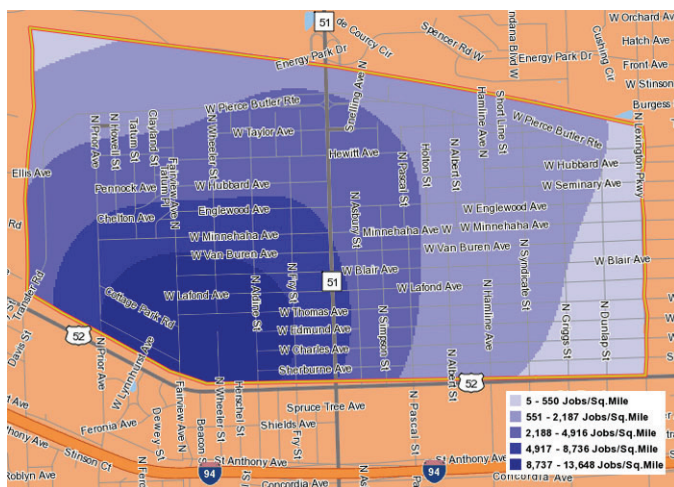 51
de Courcy Cir
Energy Park Dr
Spencer Rd W
Indiana Blvd W
Energy Park Dr
Cushing Cir
W Orchard Ave
Hatch Ave
Front Ave
W Stinson
Burgess
Snelling Ave N
Hamline Ave N
Short Line St
W Pierce Butler Rte
W Pierce Butler Rte
N Lexington Pkwy
N Prior Ave
N Howell St
Tatum St
Clayland St
Tatum Pl
Fairview Ave N
N Wheeler St
W Taylor Ave
Hewitt Ave
N Pascal St
Holton St
N Albert St
W Hubbard Ave
W Seminary Ave
Ellis Ave
Pennock Ave
W Hubbard Ave
Chelton Ave
Englewood Ave
W Englewood Ave
Rd
W Minnehaha Ave
N Asbury St
Minnehaha Ave W
W Minnehaha Ave
W Van Buren Ave
W Van Buren Ave
N Fry St
51
W Blair Ave
W Blair Ave
N Syndicate St
Transfer Rd
Cottage Park Rd
W Lafond Ave
N Aldine St
W Lafond Ave
N Hamline Ave
W Thomas Ave
N Simpson St
N Griggs St
N Dunlap St
52
W Edmund Ave
Davis St
N Prior Ave
W Lynnhurst Ave
W Charles Ave
N Albert St
Sherburne Ave
52
Fairview Ave N
N Wheeler St
Herschel St
Spruce Tree Ave
N Pascal St
Feronia Ave
Dewey St
Beacon St
Shields Ave
Fry St
Anthony Ave
Stinson Ct
W St Anthony Ave
St Anthony Ave
94
94
Roblyn Ave
Concordia Ave
Concordia Ave
5 - 550 Jobs/Sq.Mile
551 - 2,187 Jobs/Sq.Mile
2,188 - 4,916 Jobs/Sq.Mile
4,917 - 8,736 Jobs/Sq.Mile
8,737 - 13,648 Jobs/Sq.Mile